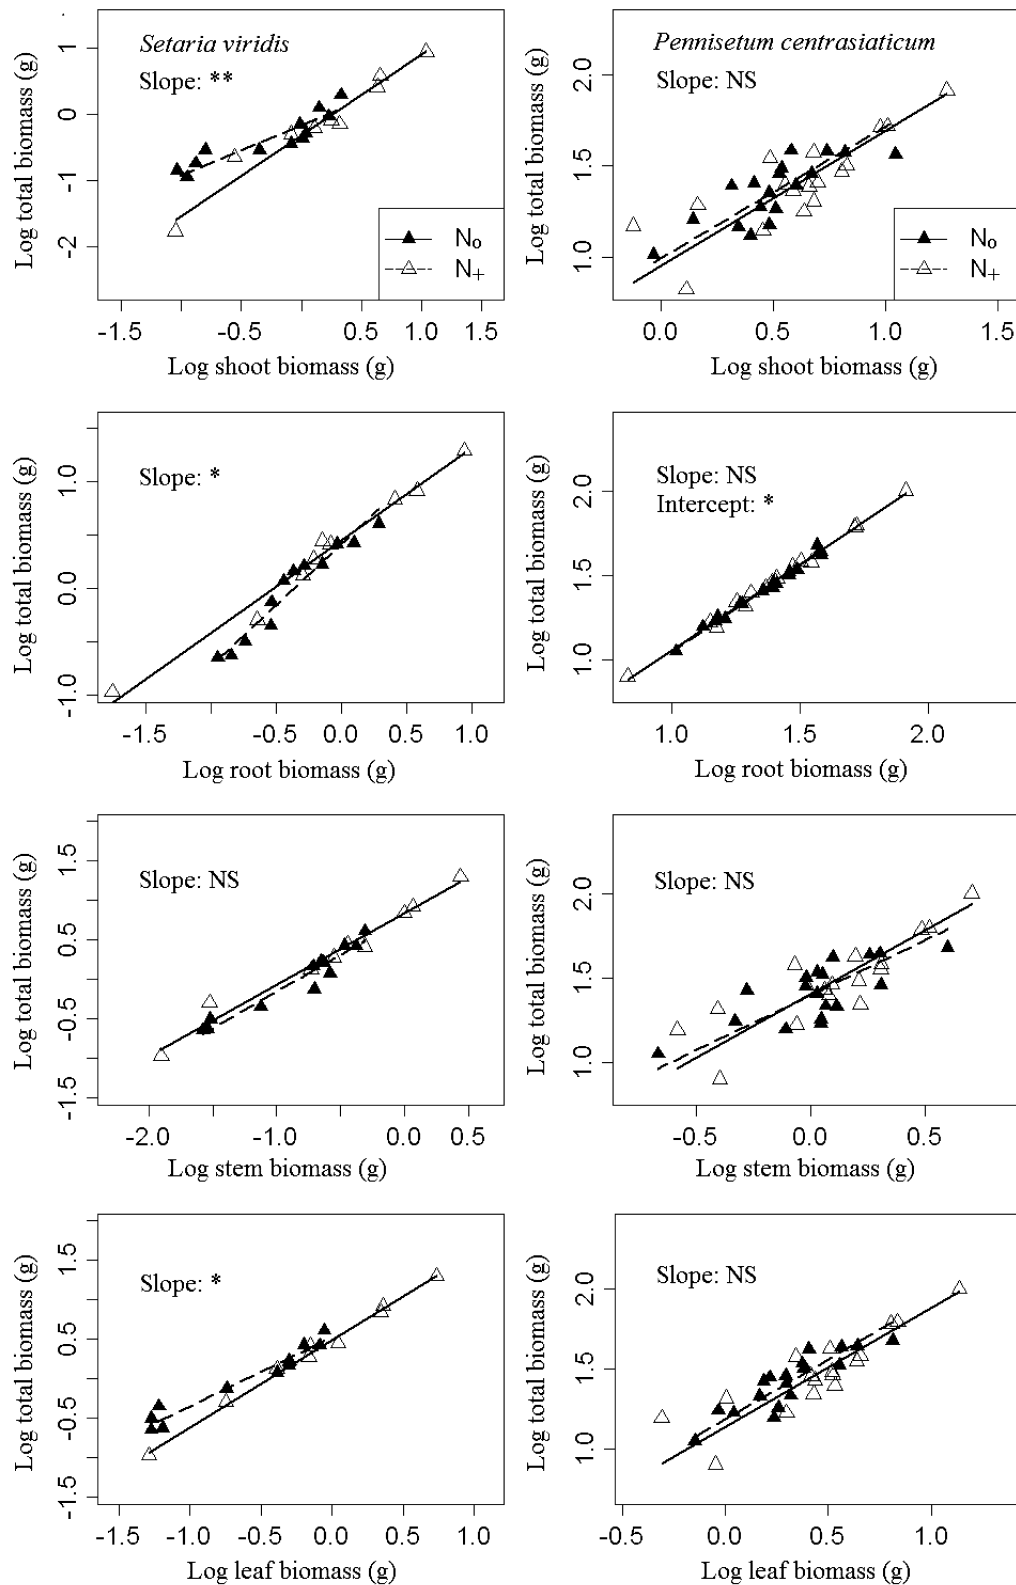 Setaria viridis
Slope: **
Log total biomass (g)
1
0
-1
-2
N₀
N+
-1.5 -0.5 0.5 1.5
Log shoot biomass (g)
Pennisetum centrasiaticum
Slope: NS
Log total biomass (g)
2.0
1.5
1.0
N₀
N+
0.0 0.5 1.0 1.5
Log shoot biomass (g)
Slope: *
Log total biomass (g)
1.0
0.0
-1.0
-1.5 -0.5 0.0 0.5 1.0
Log root biomass (g)
Slope: NS
Intercept: *
Log total biomass (g)
2.0
1.5
1.0
1.0 1.5 2.0
Log root biomass (g)
Slope: NS
Log total biomass (g)
1.5
0.5
-0.5
-1.5
-2.0 -1.0 0.0 0.5
Log stem biomass (g)
Slope: NS
Log total biomass (g)
2.0
1.5
1.0
-0.5 0.0 0.5
Log stem biomass (g)
Slope: *
Log total biomass (g)
1.5
0.5
-0.5
-1.5
-1.0 0.0 0.5 1.0
Log leaf biomass (g)
Slope: NS
Log total biomass (g)
2.0
1.5
1.0
-0.5 0.0 0.5 1.0
Log leaf biomass (g)